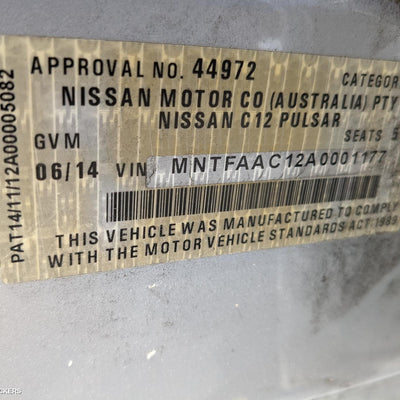 APPROVAL NO. 44972
CATEGOR
NISSAN MOTOR CO (AUSTRALIA) PTY
NISSAN C12 PULSAR
GVM
SEATS 5
06/14 VIN MNTFAAC12A0001177
THIS VEHICLE WAS MANUFACTURED TO COMPLY
WITH THE MOTOR VEHICLE STANDARDS ACT 1989
PAT14/11/12A00005082
CKERS